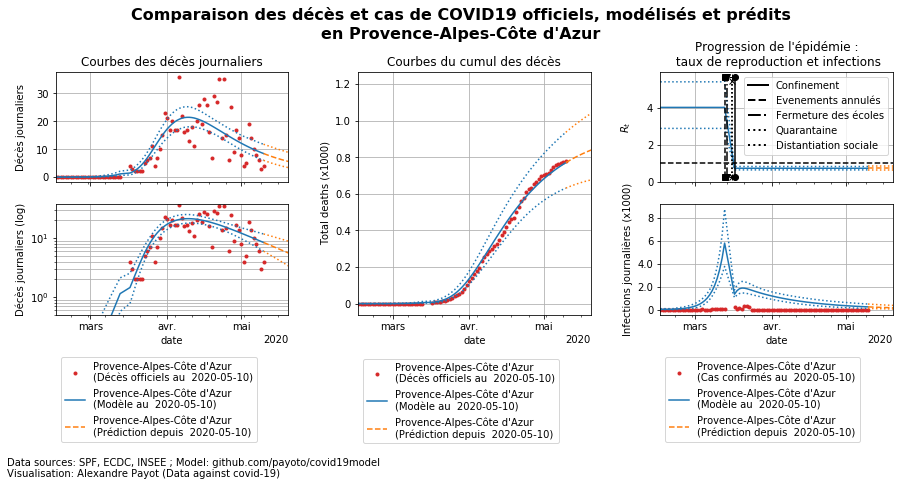 Comparaison des décès et cas de COVID19 officiels, modélisés et prédits
en Provence-Alpes-Côte d'Azur
Courbes des décès journaliers
Décès journaliers
30
20
10
0
Décès journaliers (log)
10¹
10⁰
mars
avr.
mai
date
2020
Provence-Alpes-Côte d'Azur
(Décès officiels au 2020-05-10)
Provence-Alpes-Côte d'Azur
(Modèle au 2020-05-10)
Provence-Alpes-Côte d'Azur
(Prédiction depuis 2020-05-10)
Courbes du cumul des décès
Total deaths (x1000)
1.2
1.0
0.8
0.6
0.4
0.2
0
mars
avr.
mai
date
2020
Provence-Alpes-Côte d'Azur
(Décès officiels au 2020-05-10)
Provence-Alpes-Côte d'Azur
(Modèle au 2020-05-10)
Provence-Alpes-Côte d'Azur
(Prédiction depuis 2020-05-10)
Progression de l'épidémie :
taux de reproduction et infections
Rt
4
2
0
Confinement
Evenements annulés
Fermeture des écoles
Quarantaine
Distantiation sociale
Infections journalières (x1000)
8
6
4
2.0
0
mars
avr.
mai
date
2020
Provence-Alpes-Côte d'Azur
(Cas confirmés au 2020-05-10)
Provence-Alpes-Côte d'Azur
(Modèle au 2020-05-10)
Provence-Alpes-Côte d'Azur
(Prédiction depuis 2020-05-10)
Data sources: SPF, ECDC, INSEE ; Model: github.com/payoto/covid19model
Visualisation: Alexandre Payot (Data against covid-19)